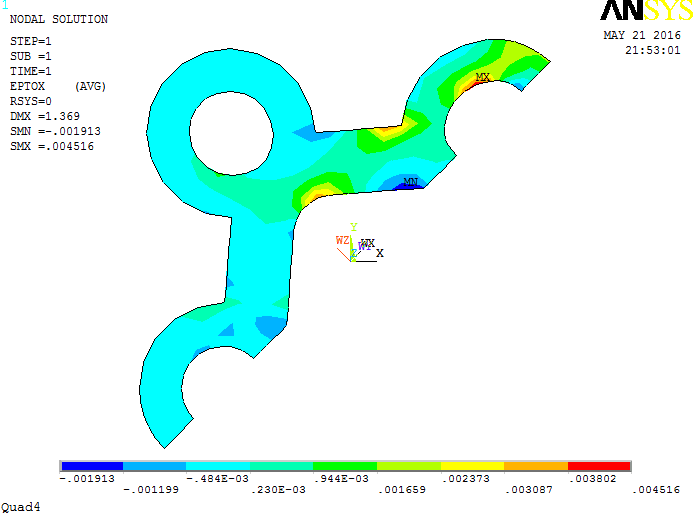 1
NODAL SOLUTION
STEP=1
SUB =1
TIME=1
EPTOX (AVG)
RSYS=0
DMX =1.369
SMN =-.001913
SMX =.004516
ANSYS
MAY 21 2016
21:53:01
MX
MN
Y
WZ WX
WY
Z X
-.001913 -.484E-03 .944E-03 .002373 .003802
-.001199 .230E-03 .001659 .003087 .004516
Quad4